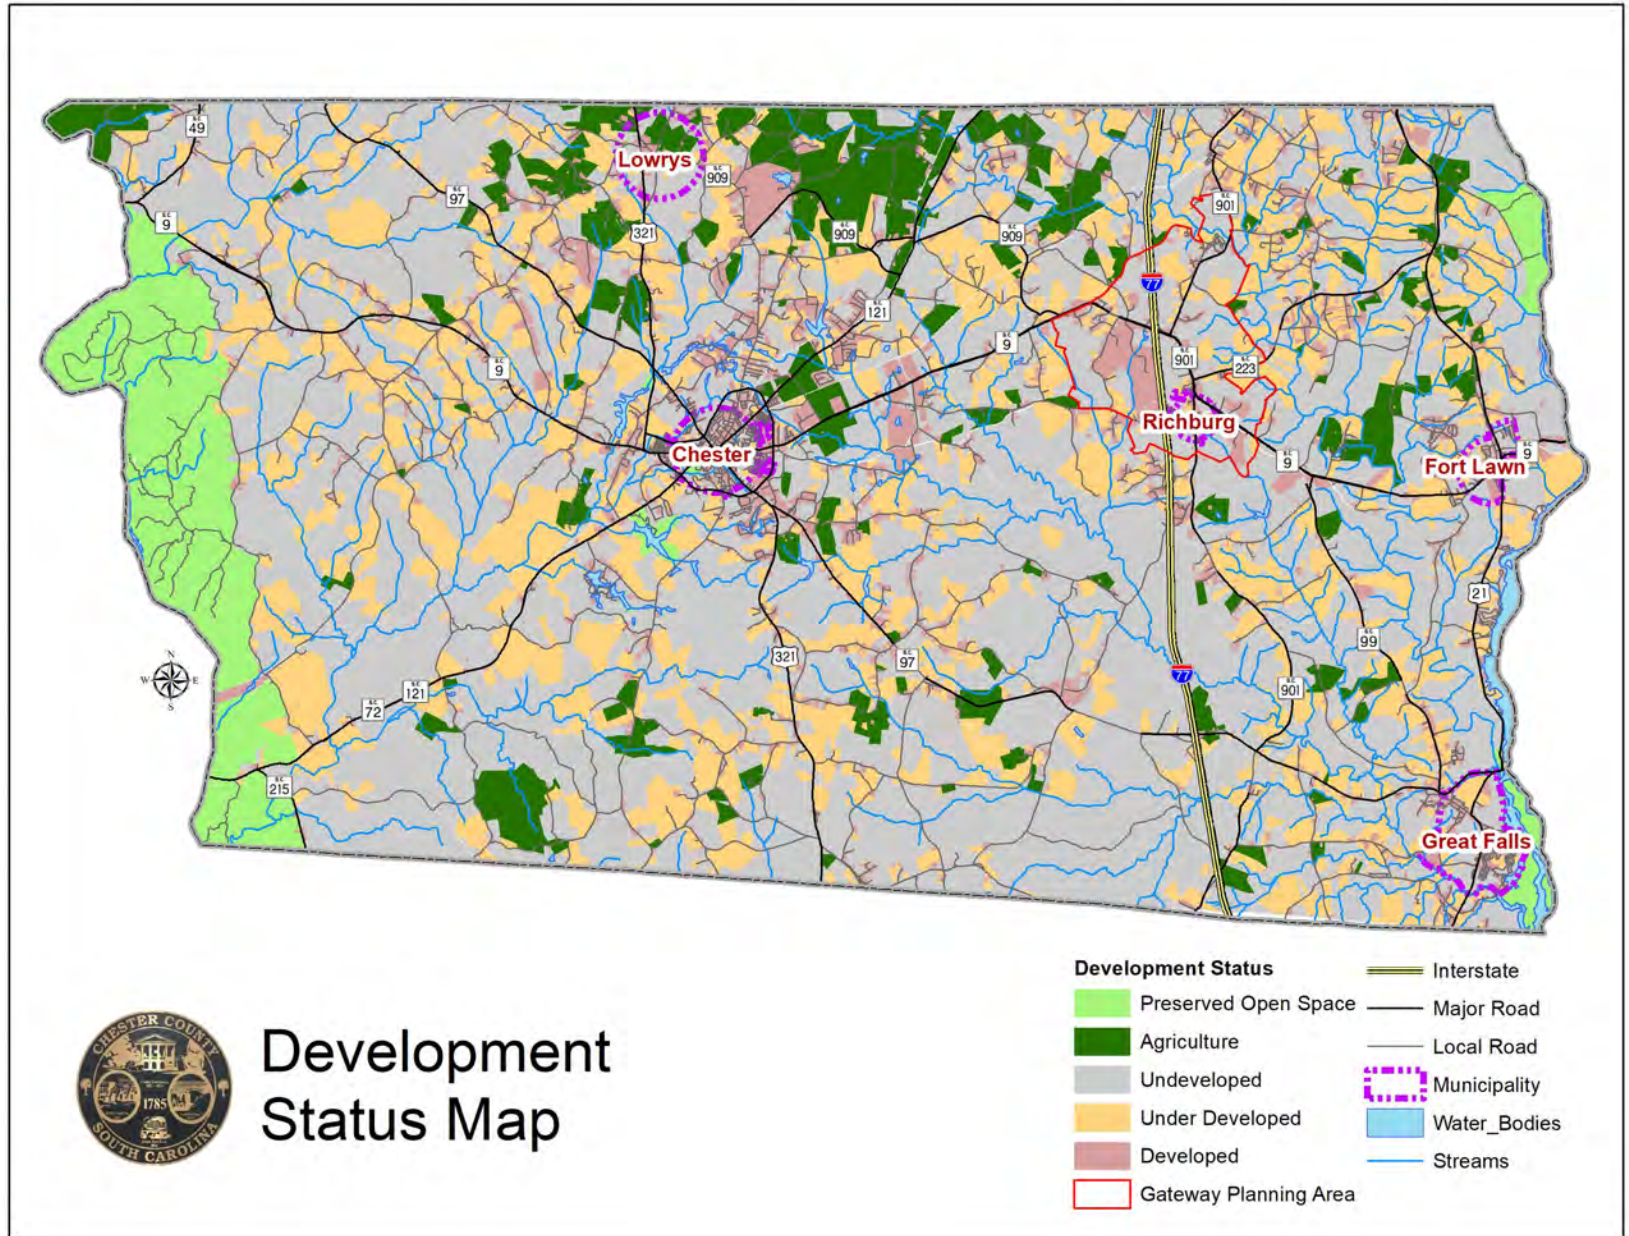 49
Lowrys
S.C. 909
S.C. 97
S.C. 901
S.C. 9
321
S.C. 909
S.C. 909
77
S.C. 121
S.C. 9
S.C. 901
S.C. 9
S.C. 223
Richburg
Chester
S.C. 9
Fort Lawn
S.C. 9
21
S.C. 99
N
W E
S
321
S.C. 97
77
S.C. 901
S.C. 121
S.C. 72
S.C. 215
Great Falls
Development Status
Preserved Open Space
Agriculture
Undeveloped
Under Developed
Developed
Gateway Planning Area
Interstate
Major Road
Local Road
Municipality
Water_Bodies
Streams
CHESTER COUNTY
1785
SOUTH CAROLINA
Development
Status Map